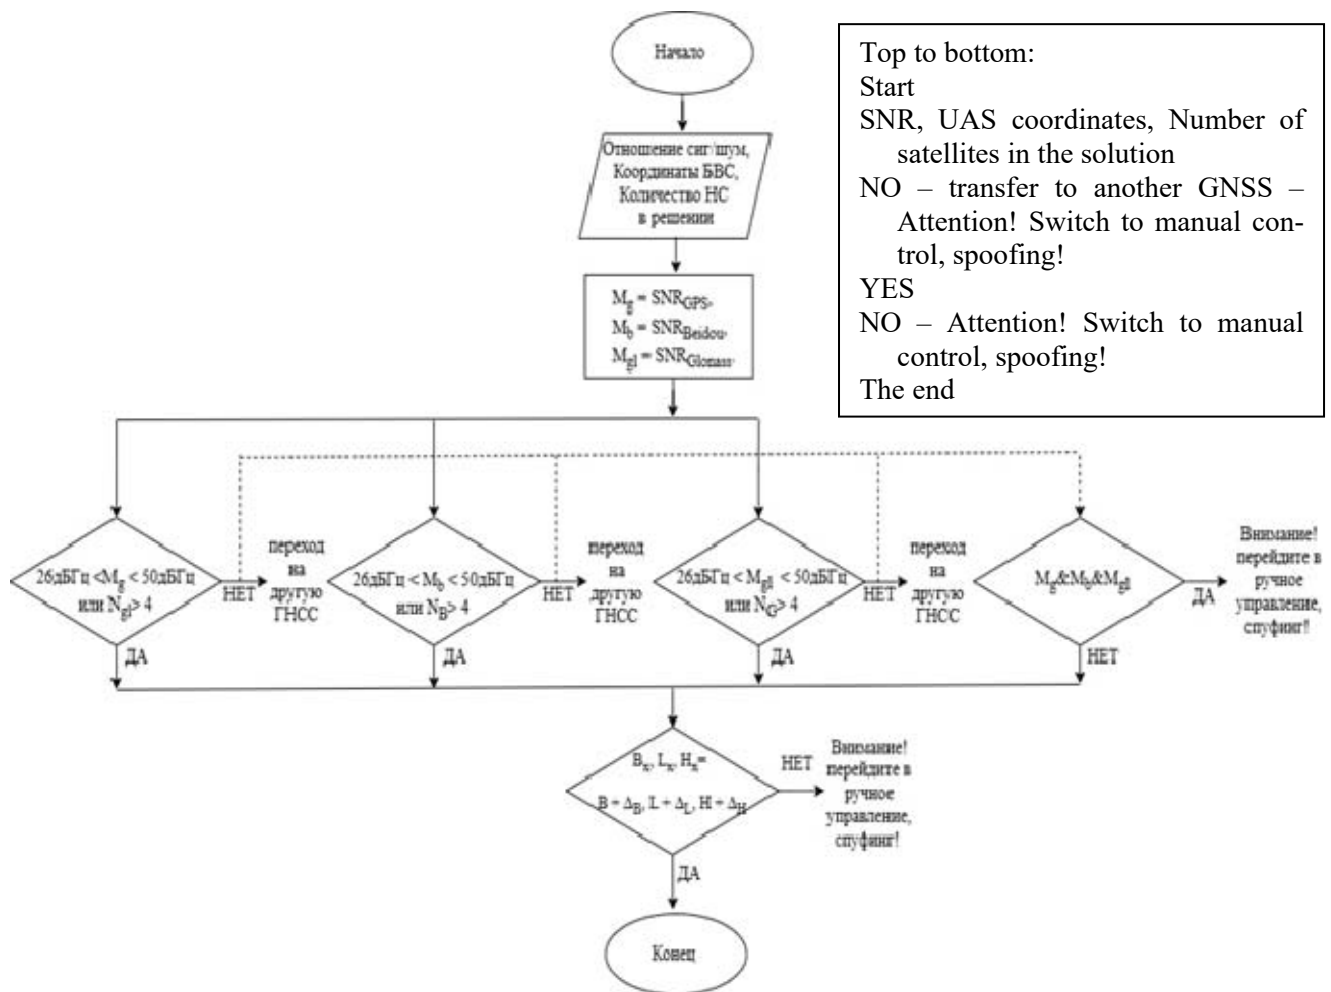 Начало
Top to bottom:
Start
SNR, UAS coordinates, Number of
satellites in the solution
NO – transfer to another GNSS –
Attention! Switch to manual con-
trol, spoofing!
YES
NO – Attention! Switch to manual
control, spoofing!
The end
Отношение сиг/шум,
Координаты БВС,
Количество НС
в решении
Mg = SNRGPS,
Mb = SNRBeidou,
Mgl = SNRGlonass.
26дБГц <Mg < 50дБГц
или Ngl> 4
НЕТ
переход
на
другую
ГНСС
ДА
26дБГц < Mb < 50дБГц
или NB> 4
НЕТ
переход
на
другую
ГНСС
ДА
26дБГц < Mgl < 50дБГц
или NG> 4
НЕТ
переход
на
другую
ГНСС
ДА
Mg&Mb&Mgl
ДА
Внимание!
перейдите в
ручное
управление,
спуфинг!
НЕТ
Bx, Lx, Hx=
B + ΔB, L + ΔL, H + ΔH
НЕТ
Внимание!
перейдите в
ручное
управление,
спуфинг!
ДА
Конец